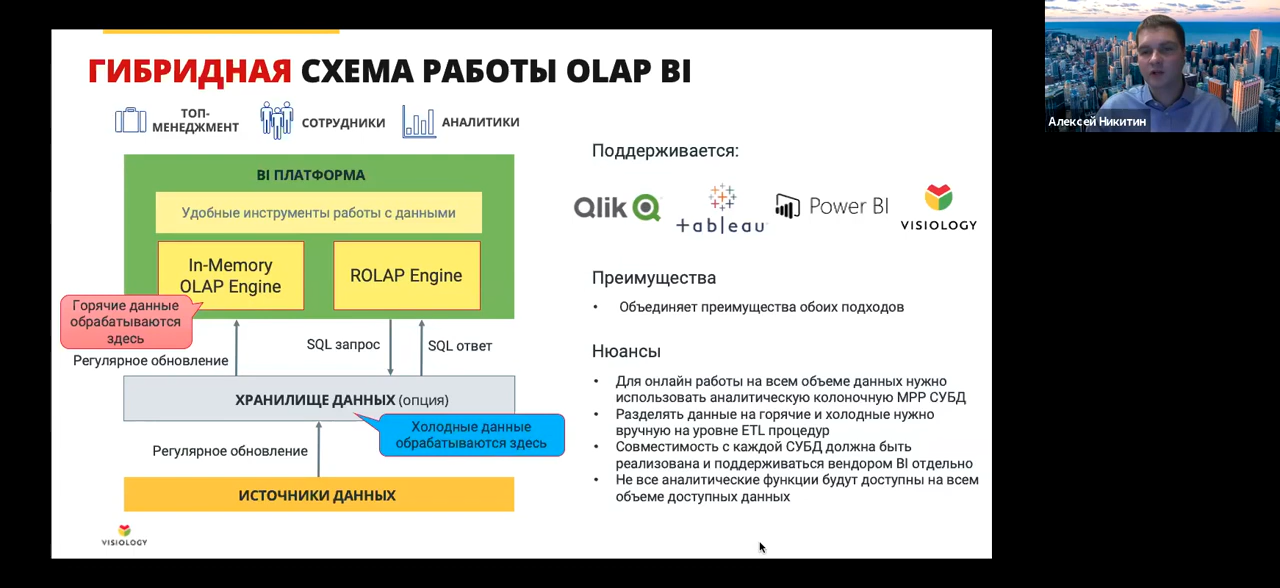 ГИБРИДНАЯ СХЕМА РАБОТЫ OLAP BI
ТОП-
МЕНЕДЖМЕНТ
СОТРУДНИКИ
АНАЛИТИКИ
BI ПЛАТФОРМА
Удобные инструменты работы с данными
In-Memory
OLAP Engine
ROLAP Engine
Горячие данные
обрабатываются
здесь
Регулярное обновление
SQL запрос
SQL ответ
ХРАНИЛИЩЕ ДАННЫХ (опция)
Холодные данные
обрабатываются здесь
Регулярное обновление
ИСТОЧНИКИ ДАННЫХ
VISIOLOGY
Поддерживается:
Qlik
tableau
Power BI
VISIOLOGY
Преимущества
• Объединяет преимущества обоих подходов
Нюансы
• Для онлайн работы на всем объеме данных нужно
использовать аналитическую колоночную MPP СУБД
• Разделять данные на горячие и холодные нужно
вручную на уровне ETL процедур
• Совместимость с каждой СУБД должна быть
реализована и поддерживаться вендором BI отдельно
• Не все аналитические функции будут доступны на всем
объеме доступных данных
Алексей Никитин